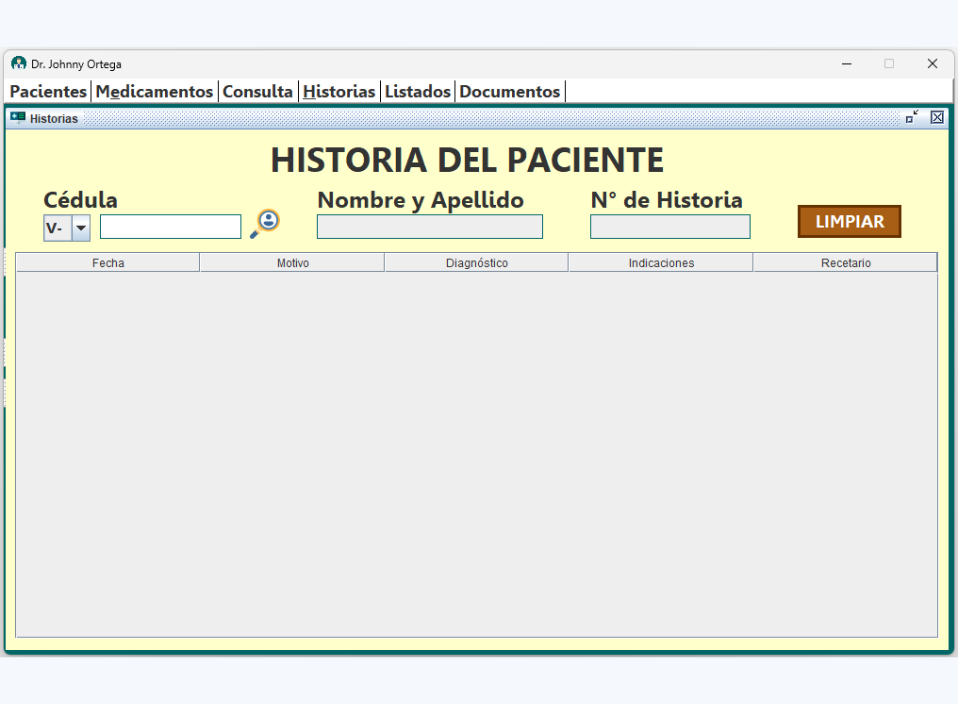 Dr. Johnny Ortega
Pacientes Medicamentos Consulta Historias Listados Documentos
Historias
HISTORIA DEL PACIENTE
Cédula Nombre y Apellido N° de Historia
V- LIMPIAR
Fecha Motivo Diagnóstico Indicaciones Recetario